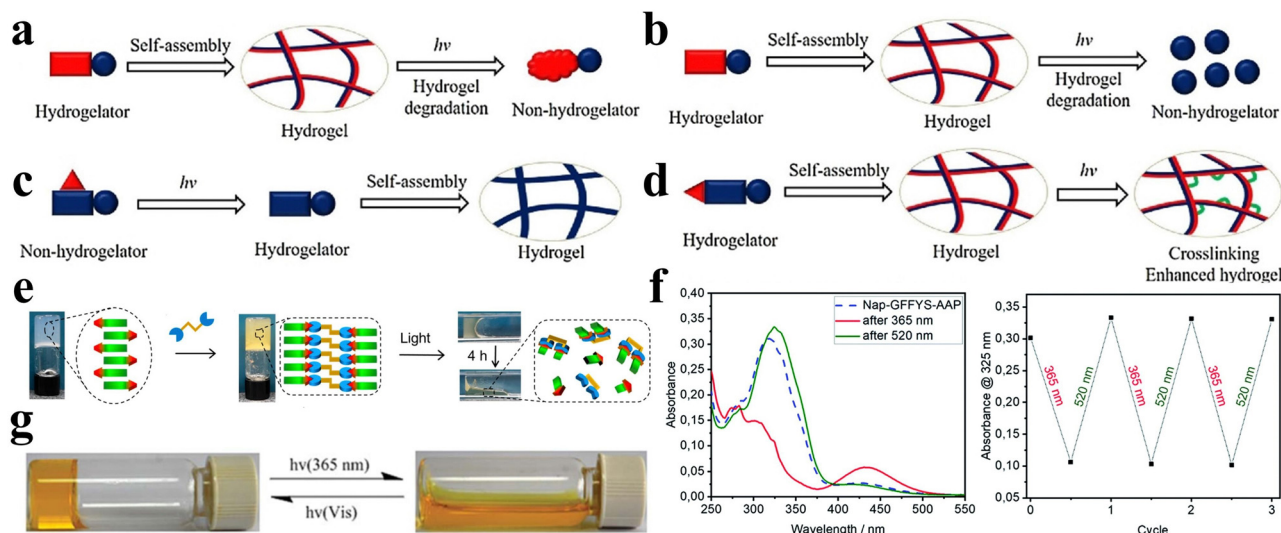 a
Self-assembly
hv
Hydrogel
degradation
Hydrogelator
Hydrogel
Non-hydrogelator
b
Self-assembly
hv
Hydrogel
degradation
Hydrogelator
Hydrogel
Non-hydrogelator
c
hv
Self-assembly
Non-hydrogelator
Hydrogelator
Hydrogel
d
Self-assembly
hv
Hydrogelator
Hydrogel
Crosslinking
Enhanced hydrogel
e
Light
4 h
f
Nap-GFFYS-AAP
after 365 nm
after 520 nm
Absorbance
0,40
0,35
0,30
0,25
0,20
0,15
0,10
0,05
0,00
250
300
350
400
450
500
550
Wavelength / nm
Absorbance @ 325 nm
0,35
0,30
0,25
0,20
0,15
0,10
0,05
365 nm
520 nm
365 nm
520 nm
365 nm
520 nm
0
1
2
3
Cycle
g
hv(365 nm)
hv(Vis)